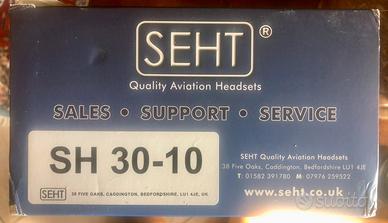 SEHT®
Quality Aviation Headsets
SALES • SUPPORT • SERVICE
SH 30-10
SEHT 38 FIVE OAKS, CADDINGTON, BEDFORDSHIRE, LU1 4JE, UK
SEHT Quality Aviation Headsets
38 Five Oaks, Caddington, Bedfordshire LU1 4JE
T: 01582 391780 M: 07976 259522
www.seht.co.uk
subito